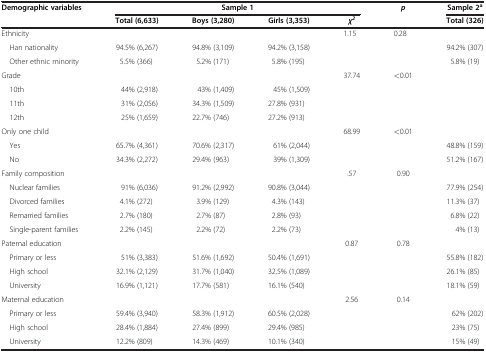 Demographic variables Sample 1 p Sample 2a
Total (6,633) Boys (3,280) Girls (3,353) χ2 Total (326)
Ethnicity 1.15 0.28
Han nationality 94.5% (6,267) 94.8% (3,109) 94.2% (3,158) 94.2% (307)
Other ethnic minority 5.5% (366) 5.2% (171) 5.8% (195) 5.8% (19)
Grade 37.74 <0.01
10th 44% (2,918) 43% (1,409) 45% (1,509)
11th 31% (2,056) 34.3% (1,509) 27.8% (931)
12th 25% (1,659) 22.7% (746) 27.2% (913)
Only one child 68.99 <0.01
Yes 65.7% (4,361) 70.6% (2,317) 61% (2,044) 48.8% (159)
No 34.3% (2,272) 29.4% (963) 39% (1,309) 51.2% (167)
Family composition .57 0.90
Nuclear families 91% (6,036) 91.2% (2,992) 90.8% (3,044) 77.9% (254)
Divorced families 4.1% (272) 3.9% (129) 4.3% (143) 11.3% (37)
Remarried families 2.7% (180) 2.7% (87) 2.8% (93) 6.8% (22)
Single-parent families 2.2% (145) 2.2% (72) 2.2% (73) 4% (13)
Paternal education 0.87 0.78
Primary or less 51% (3,383) 51.6% (1,692) 50.4% (1,691) 55.8% (182)
High school 32.1% (2,129) 31.7% (1,040) 32.5% (1,089) 26.1% (85)
University 16.9% (1,121) 17.7% (581) 16.1% (540) 18.1% (59)
Maternal education 2.56 0.14
Primary or less 59.4% (3,940) 58.3% (1,912) 60.5% (2,028) 62% (202)
High school 28.4% (1,884) 27.4% (899) 29.4% (985) 23% (75)
University 12.2% (809) 14.3% (469) 10.1% (340) 15% (49)